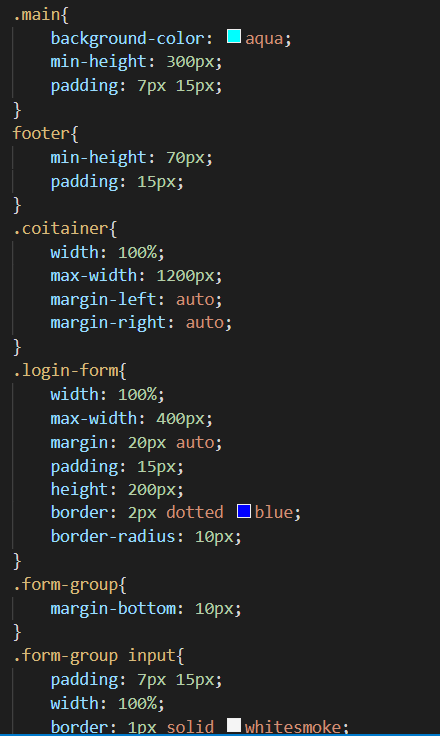 .main{
background-color: aqua;
min-height: 300px;
padding: 7px 15px;
}
footer{
min-height: 70px;
padding: 15px;
}
.coitainer{
width: 100%;
max-width: 1200px;
margin-left: auto;
margin-right: auto;
}
.login-form{
width: 100%;
max-width: 400px;
margin: 20px auto;
padding: 15px;
height: 200px;
border: 2px dotted blue;
border-radius: 10px;
}
.form-group{
margin-bottom: 10px;
}
.form-group input{
padding: 7px 15px;
width: 100%;
border: 1px solid whitesmoke;